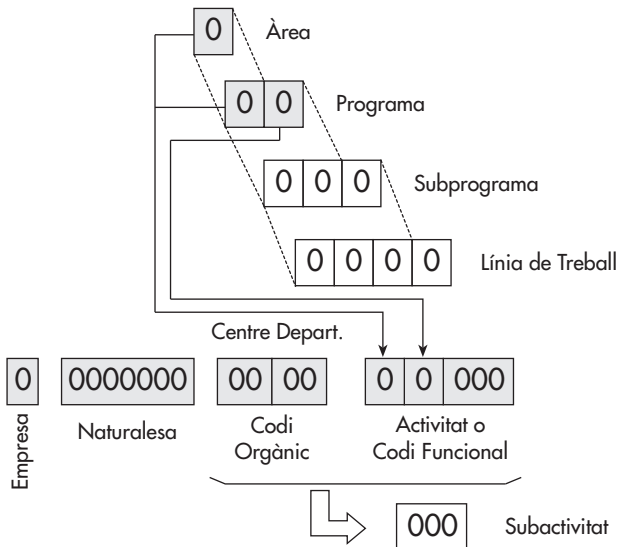 0 Àrea
0 0 Programa
0 0 0 Subprograma
0 0 0 0 Línia de Treball
Centre Depart.
0 0000000 00 00 0 0 000
Empresa
Naturalesa
Codi
Orgànic
Activitat o
Codi Funcional
000 Subactivitat